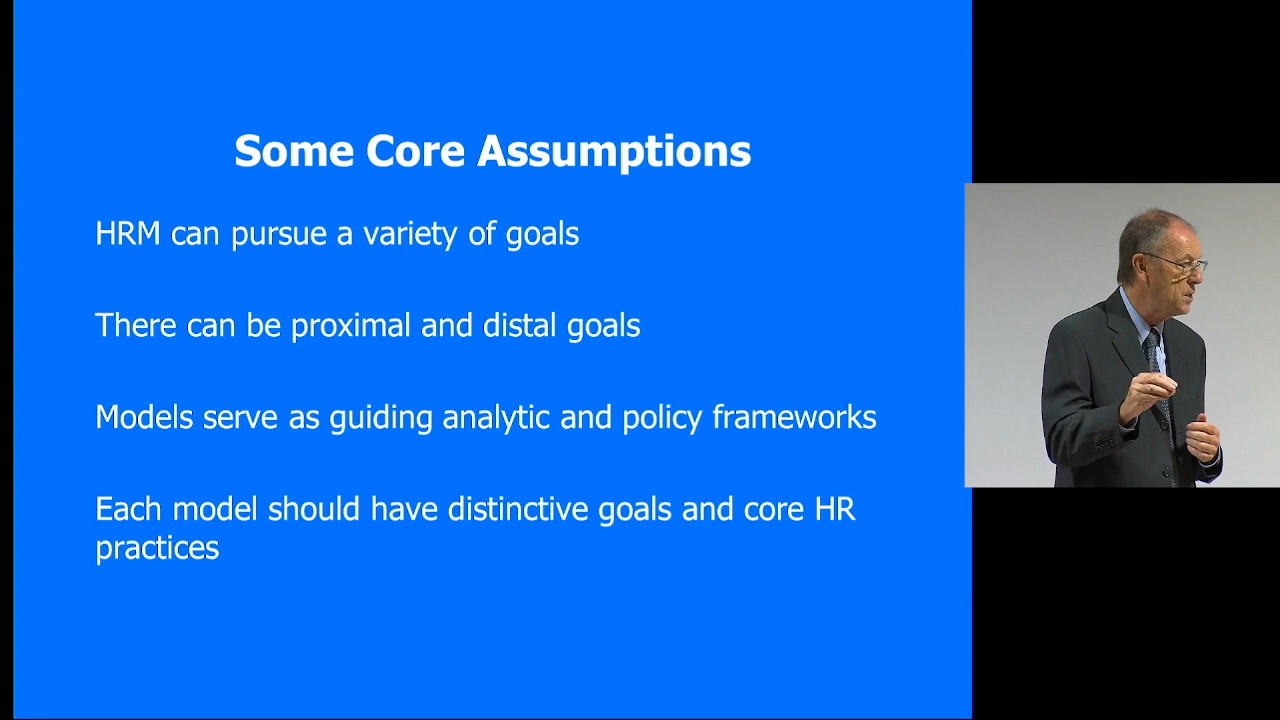 Some Core Assumptions
HRM can pursue a variety of goals
There can be proximal and distal goals
Models serve as guiding analytic and policy frameworks
Each model should have distinctive goals and core HR
practices